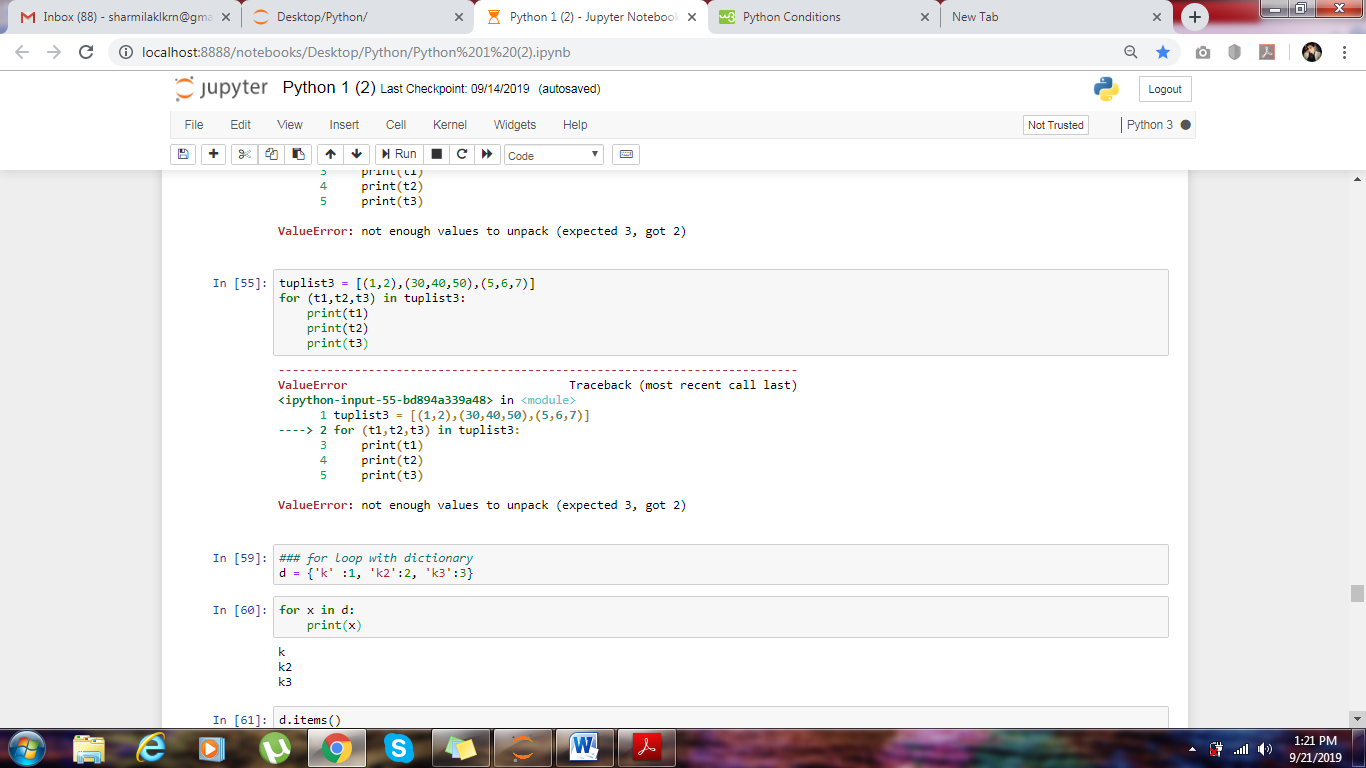 Inbox (88) - sharmilaklkrn@gma
Desktop/Python/
Python 1 (2) - Jupyter Notebook
Python Conditions
New Tab
localhost:8888/notebooks/Desktop/Python/Python%201%20(2).ipynb
jupyter Python 1 (2) Last Checkpoint: 09/14/2019 (autosaved)
Logout
File Edit View Insert Cell Kernel Widgets Help
Not Trusted
Python 3
Run
Code
3 print(t1)
4 print(t2)
5 print(t3)
ValueError: not enough values to unpack (expected 3, got 2)
In [55]: tuplist3 = [(1,2),(30,40,50),(5,6,7)]
for (t1,t2,t3) in tuplist3:
print(t1)
print(t2)
print(t3)
---------------------------------------------------------------------------
ValueError Traceback (most recent call last)
<ipython-input-55-bd894a339a48> in <module>
1 tuplist3 = [(1,2),(30,40,50),(5,6,7)]
----> 2 for (t1,t2,t3) in tuplist3:
3 print(t1)
4 print(t2)
5 print(t3)
ValueError: not enough values to unpack (expected 3, got 2)
In [59]: ### for loop with dictionary
d = {'k' :1, 'k2':2, 'k3':3}
In [60]: for x in d:
print(x)
k
k2
k3
In [61]: d.items()
1:21 PM
9/21/2019